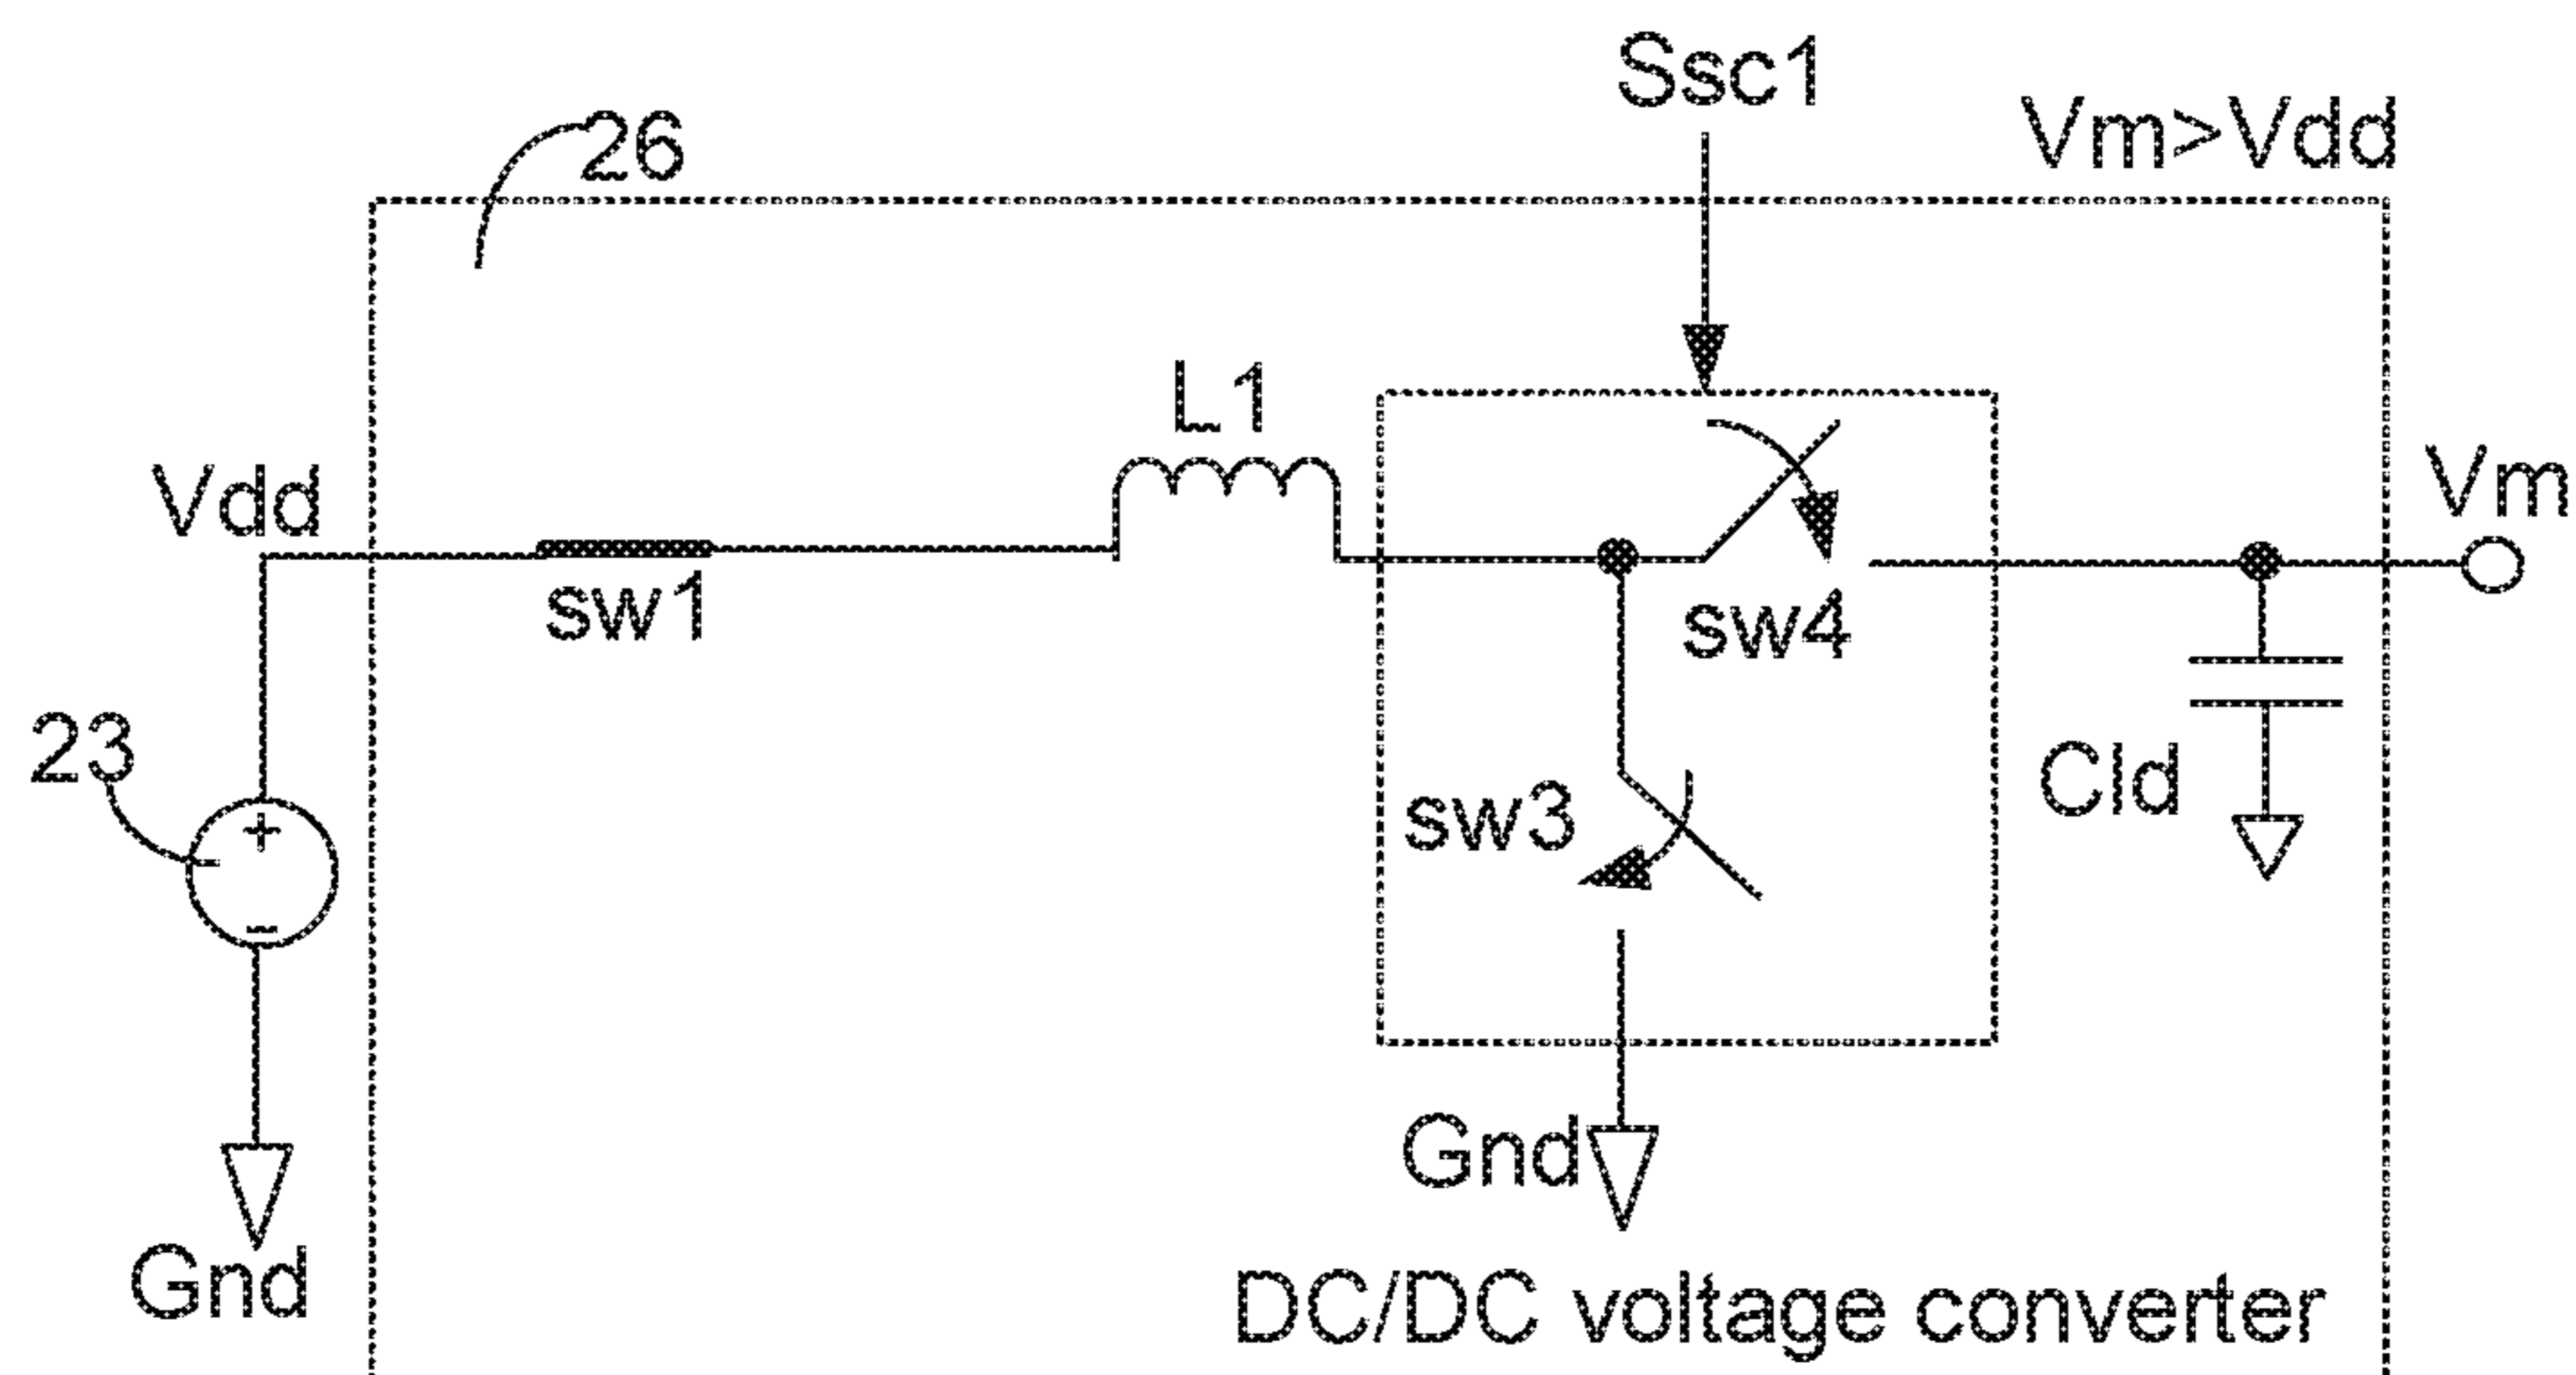 Ssc1
26
Vm>Vdd
L1
Vdd
Vm
sw1
sw4
23
+
-
sw3
Cld
Gnd
Gnd
DC/DC voltage converter